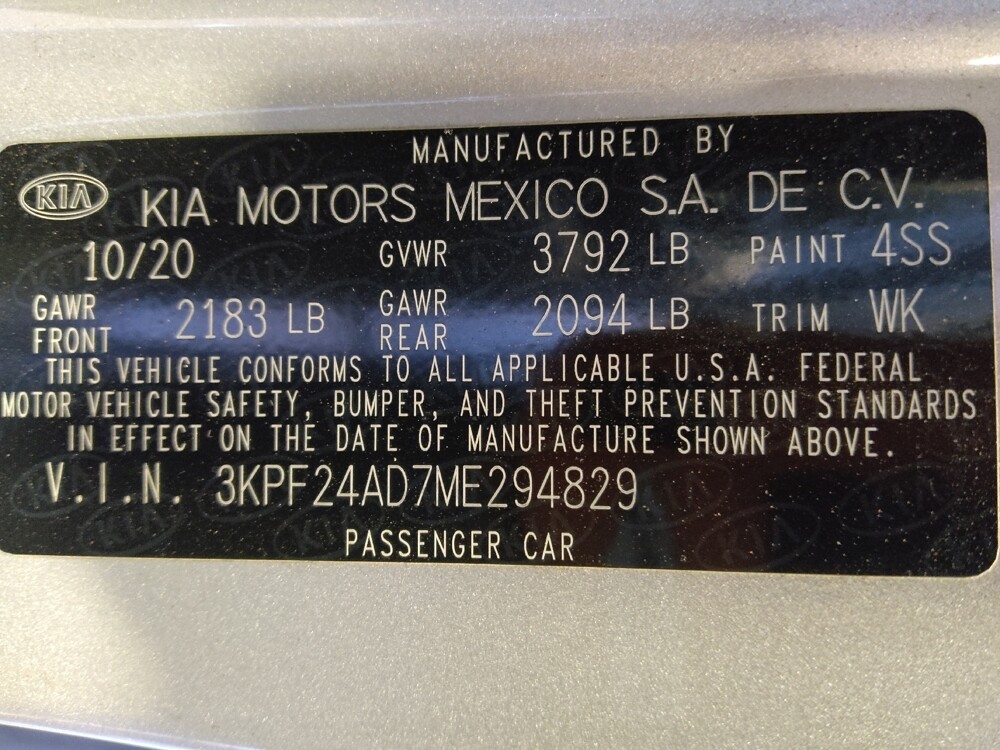 MANUFACTURED BY
KIA KIA MOTORS MEXICO S.A. DE C.V.
10/20 GVWR 3792 LB PAINT 4SS
GAWR FRONT 2183 LB GAWR REAR 2094 LB TRIM WK
THIS VEHICLE CONFORMS TO ALL APPLICABLE U.S.A. FEDERAL
MOTOR VEHICLE SAFETY, BUMPER, AND THEFT PREVENTION STANDARDS
IN EFFECT ON THE DATE OF MANUFACTURE SHOWN ABOVE.
V.I.N. 3KPF24AD7ME294829
PASSENGER CAR